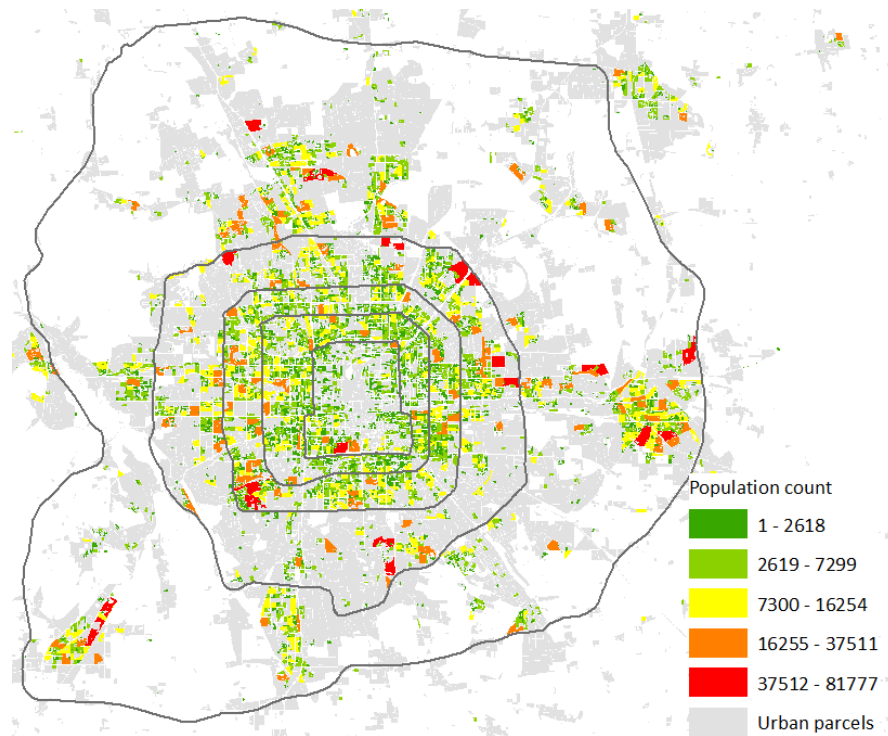 Population count
1 - 2618
2619 - 7299
7300 - 16254
16255 - 37511
37512 - 81777
Urban parcels